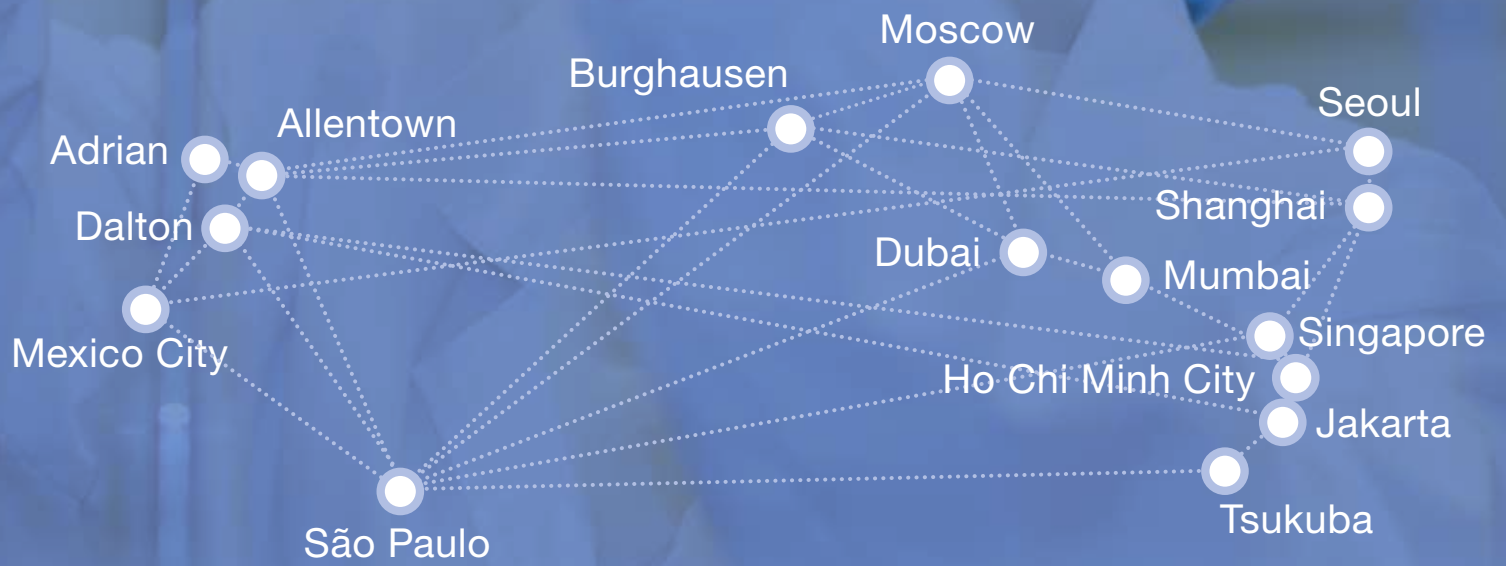 Moscow
Burghausen
Seoul
Allentown
Adrian
Shanghai
Dalton
Dubai
Mumbai
Singapore
Mexico City
Ho Chi Minh City
Jakarta
Tsukuba
São Paulo